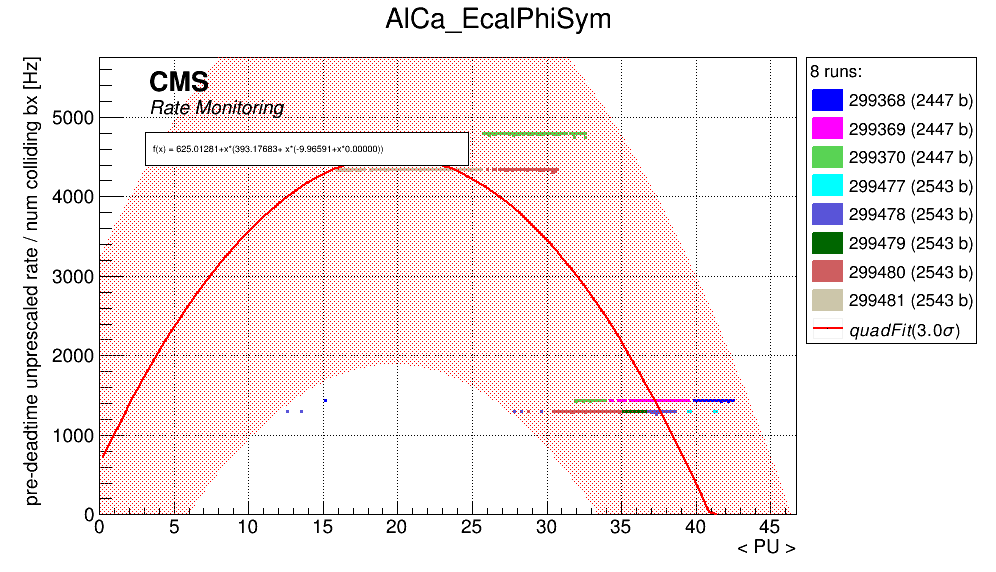 AlCa_EcalPhiSym
pre-deadtime unprescaled rate / num colliding bx [Hz]
CMS
Rate Monitoring
f(x) = 625.01281+x*(393.17683+ x*(-9.96591+x*0.00000))
5000
4000
3000
2000
1000
0
0 5 10 15 20 25 30 35 40 45
< PU >
8 runs:
299368 (2447 b)
299369 (2447 b)
299370 (2447 b)
299477 (2543 b)
299478 (2543 b)
299479 (2543 b)
299480 (2543 b)
299481 (2543 b)
quadFit(3.0σ)